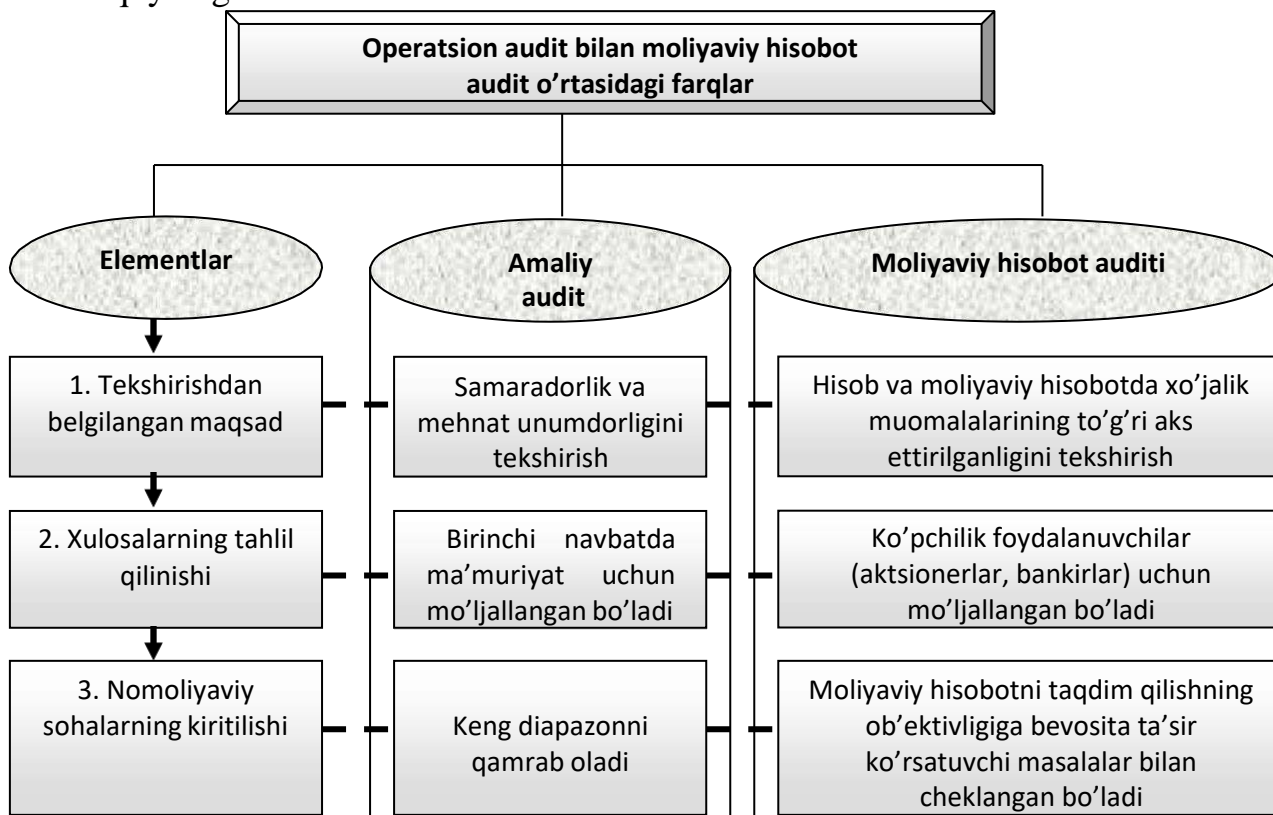 Operatsion audit bilan moliyaviy hisobot
audit o’rtasidagi farqlar
Elementlar
Amaliy
audit
Moliyaviy hisobot auditi
1. Tekshirishdan
belgilangan maqsad
Samaradorlik va
mehnat unumdorligini
tekshirish
Hisob va moliyaviy hisobotda xo’jalik
muomalalarining to’g’ri aks
ettirilganligini tekshirish
2. Xulosalarning tahlil
qilinishi
Birinchi navbatda
ma’muriyat uchun
mo’ljallangan bo’ladi
Ko’pchilik foydalanuvchilar
(aktsionerlar, bankirlar) uchun
mo’ljallangan bo’ladi
3. Nomoliyaviy
sohalarning kiritilishi
Keng diapazonni
qamrab oladi
Moliyaviy hisobotni taqdim qilishning
ob’ektivligiga bevosita ta’sir
ko’rsatuvchi masalalar bilan
cheklangan bo’ladi